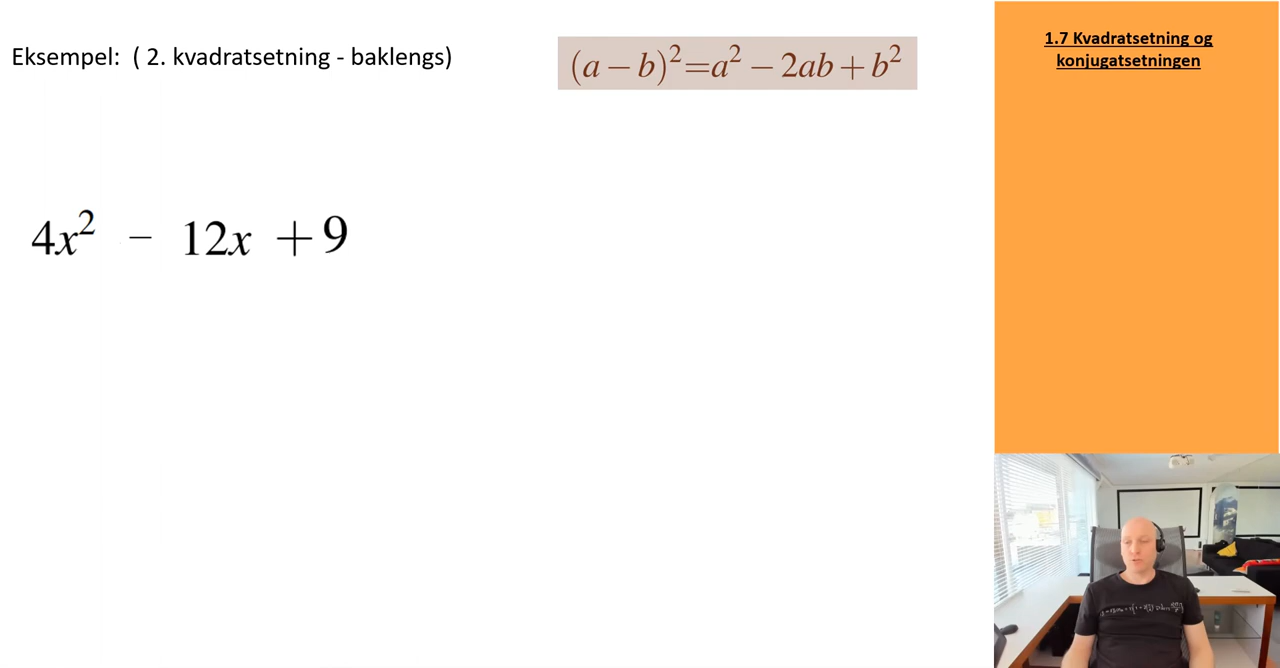 Eksempel: ( 2. kvadratsetning - baklengs)
(a − b)²=a² − 2ab + b²
4x² − 12x + 9
1.7 Kvadratsetning og
konjugatsetningen